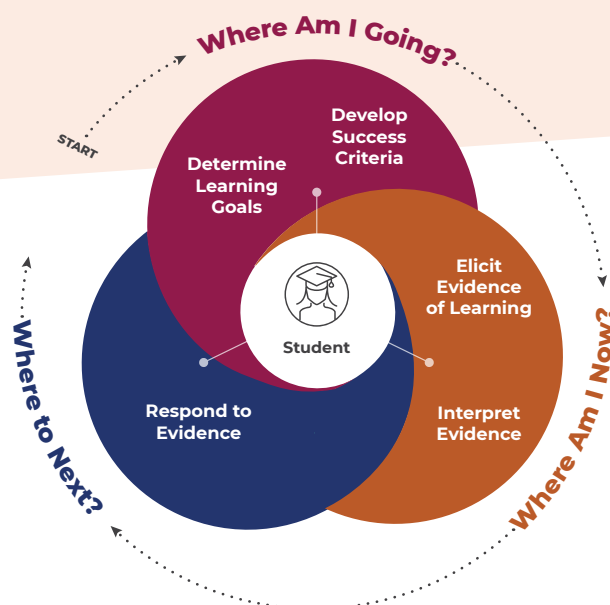 Where Am I Going?
START
Develop
Success
Criteria
Determine
Learning
Goals
Elicit
Evidence
of Learning
Where Am I Now?
Student
Interpret
Evidence
Respond to
Evidence
Where to Next?